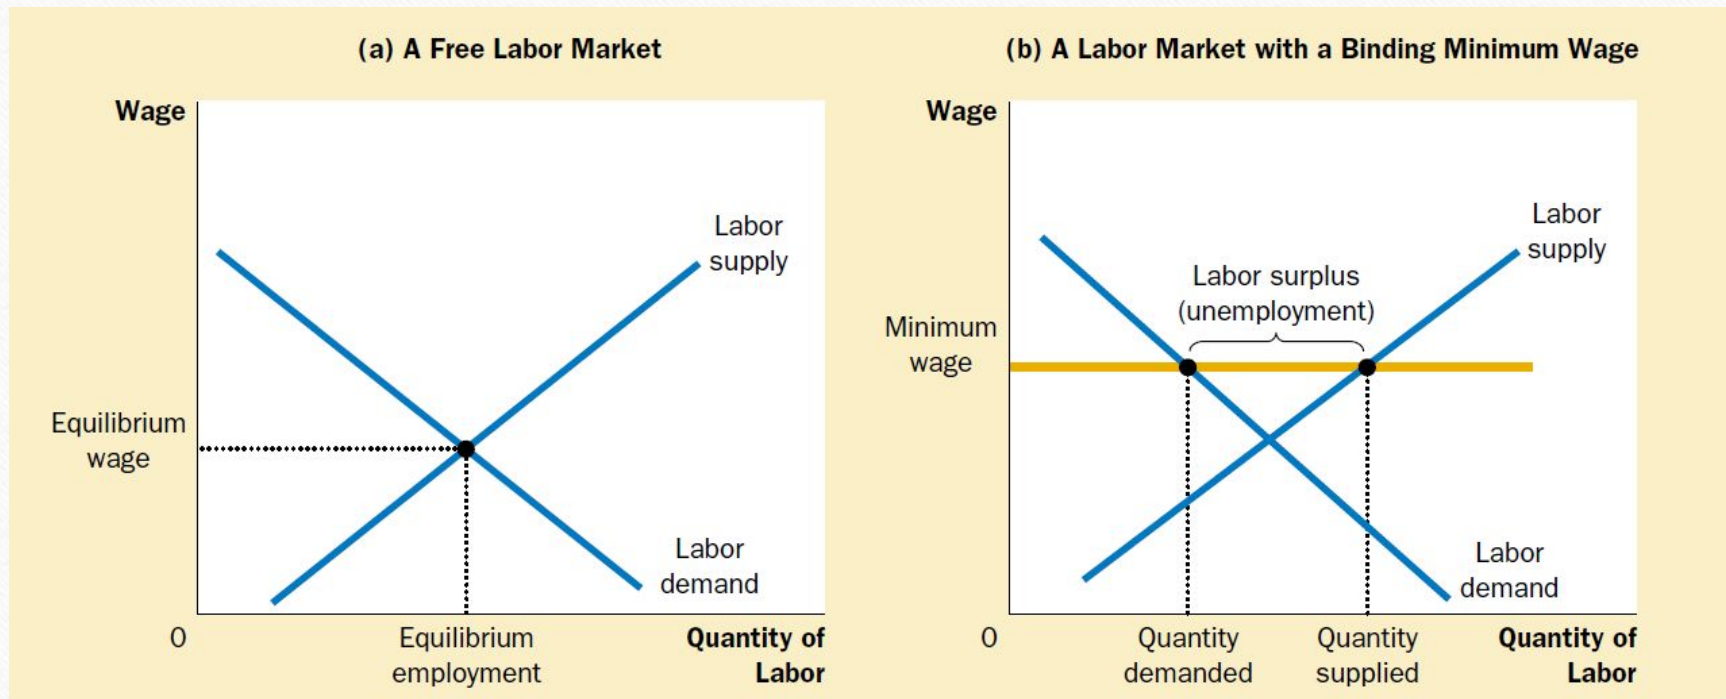 (a) A Free Labor Market
Wage
Labor
supply
Equilibrium
wage
Labor
demand
0
Equilibrium
employment
Quantity of
Labor
(b) A Labor Market with a Binding Minimum Wage
Wage
Labor
supply
Labor surplus
(unemployment)
Minimum
wage
Labor
demand
0
Quantity
demanded
Quantity
supplied
Quantity of
Labor